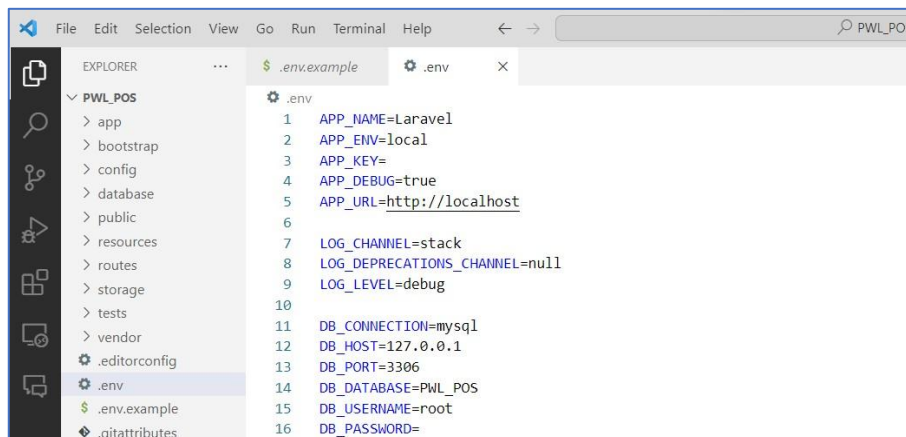 File Edit Selection View Go Run Terminal Help PWL_PO
EXPLORER ...
PWL_POS
app
bootstrap
config
database
public
resources
routes
storage
tests
vendor
.editorconfig
.env
.env.example
.gitattributes
$ .env.example .env
.env
1 APP_NAME=Laravel
2 APP_ENV=local
3 APP_KEY=
4 APP_DEBUG=true
5 APP_URL=http://localhost
6
7 LOG_CHANNEL=stack
8 LOG_DEPRECATIONS_CHANNEL=null
9 LOG_LEVEL=debug
10
11 DB_CONNECTION=mysql
12 DB_HOST=127.0.0.1
13 DB_PORT=3306
14 DB_DATABASE=PWL_POS
15 DB_USERNAME=root
16 DB_PASSWORD=